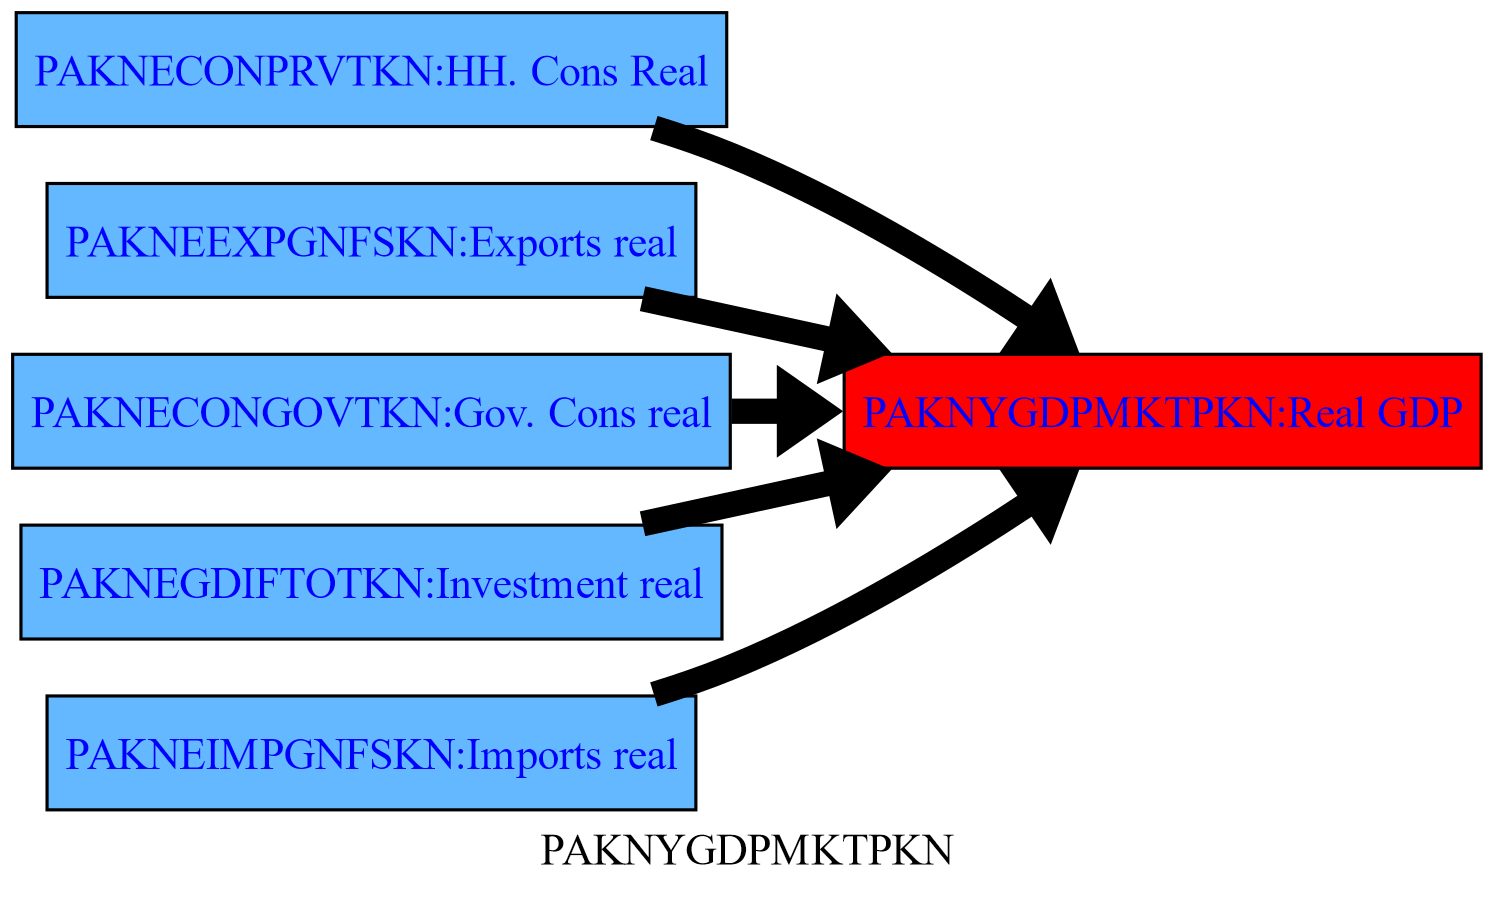 PAKNECONPRVTKN:HH. Cons Real
PAKNEEXPGNFSKN:Exports real
PAKNECONGOVTKN:Gov. Cons real
PAKNYGDPMKTPKN:Real GDP
PAKNEGDIFTOTKN:Investment real
PAKNEIMPGNFSKN:Imports real
PAKNYGDPMKTPKN